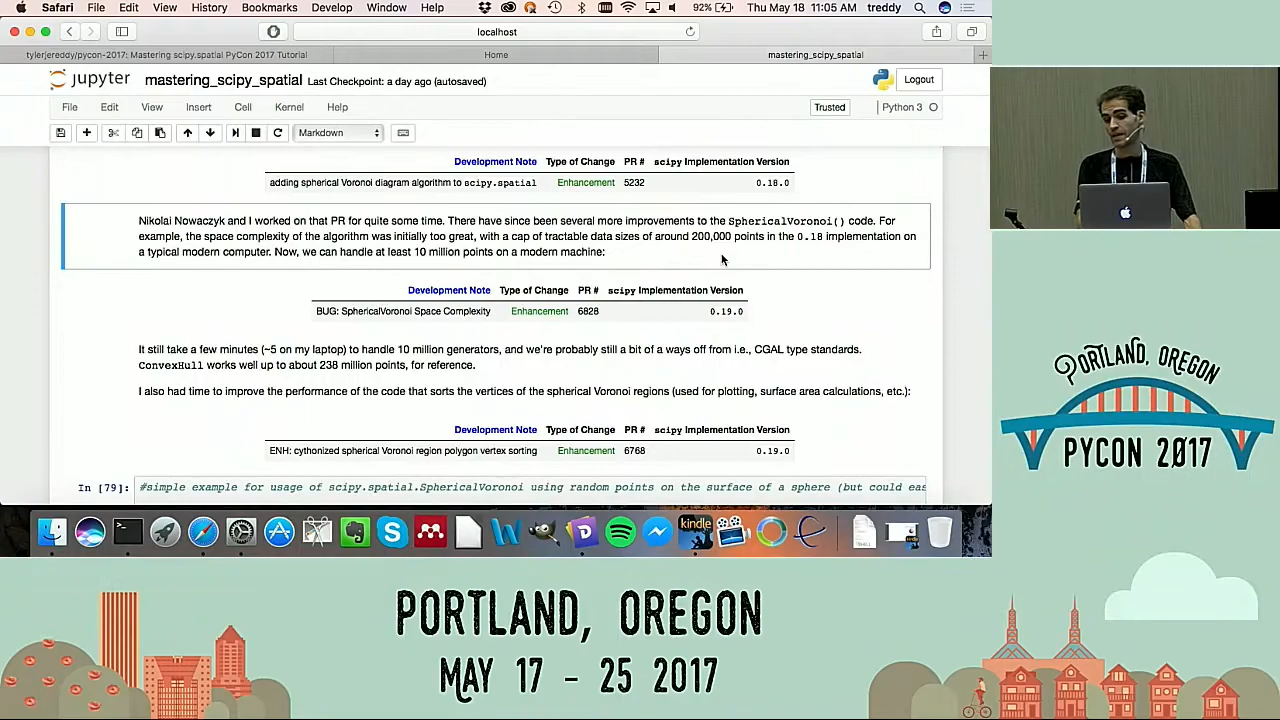 Safari File Edit View History Bookmarks Develop Window Help 92% Thu May 18 11:05 AM treddy
localhost
tylerjereddy/pycon-2017: Mastering scipy.spatial PyCon 2017 Tutorial Home mastering_scipy_spatial
jupyter mastering_scipy_spatial Last Checkpoint: a day ago (autosaved) Logout
File Edit View Insert Cell Kernel Help Trusted Python 3
Markdown
Development Note Type of Change PR # scipy Implementation Version
adding spherical Voronoi diagram algorithm to scipy.spatial Enhancement 5232 0.18.0
Nikolai Nowaczyk and I worked on that PR for quite some time. There have since been several more improvements to the SphericalVoronoi() code. For
example, the space complexity of the algorithm was initially too great, with a cap of tractable data sizes of around 200,000 points in the 0.18 implementation on
a typical modern computer. Now, we can handle at least 10 million points on a modern machine:
Development Note Type of Change PR # scipy Implementation Version
BUG: SphericalVoronoi Space Complexity Enhancement 6828 0.19.0
It still take a few minutes (~5 on my laptop) to handle 10 million generators, and we're probably still a bit of a ways off from i.e., CGAL type standards.
ConvexHull works well up to about 238 million points, for reference.
I also had time to improve the performance of the code that sorts the vertices of the spherical Voronoi regions (used for plotting, surface area calculations, etc.):
Development Note Type of Change PR # scipy Implementation Version
ENH: cythonized spherical Voronoi region polygon vertex sorting Enhancement 6768 0.19.0
In [79]: #simple example for usage of scipy.spatial.SphericalVoronoi using random points on the surface of a sphere (but could eas
kindle
PORTLAND, OREGON
PYCON 2017
PORTLAND, OREGON
MAY 17 - 25 2017